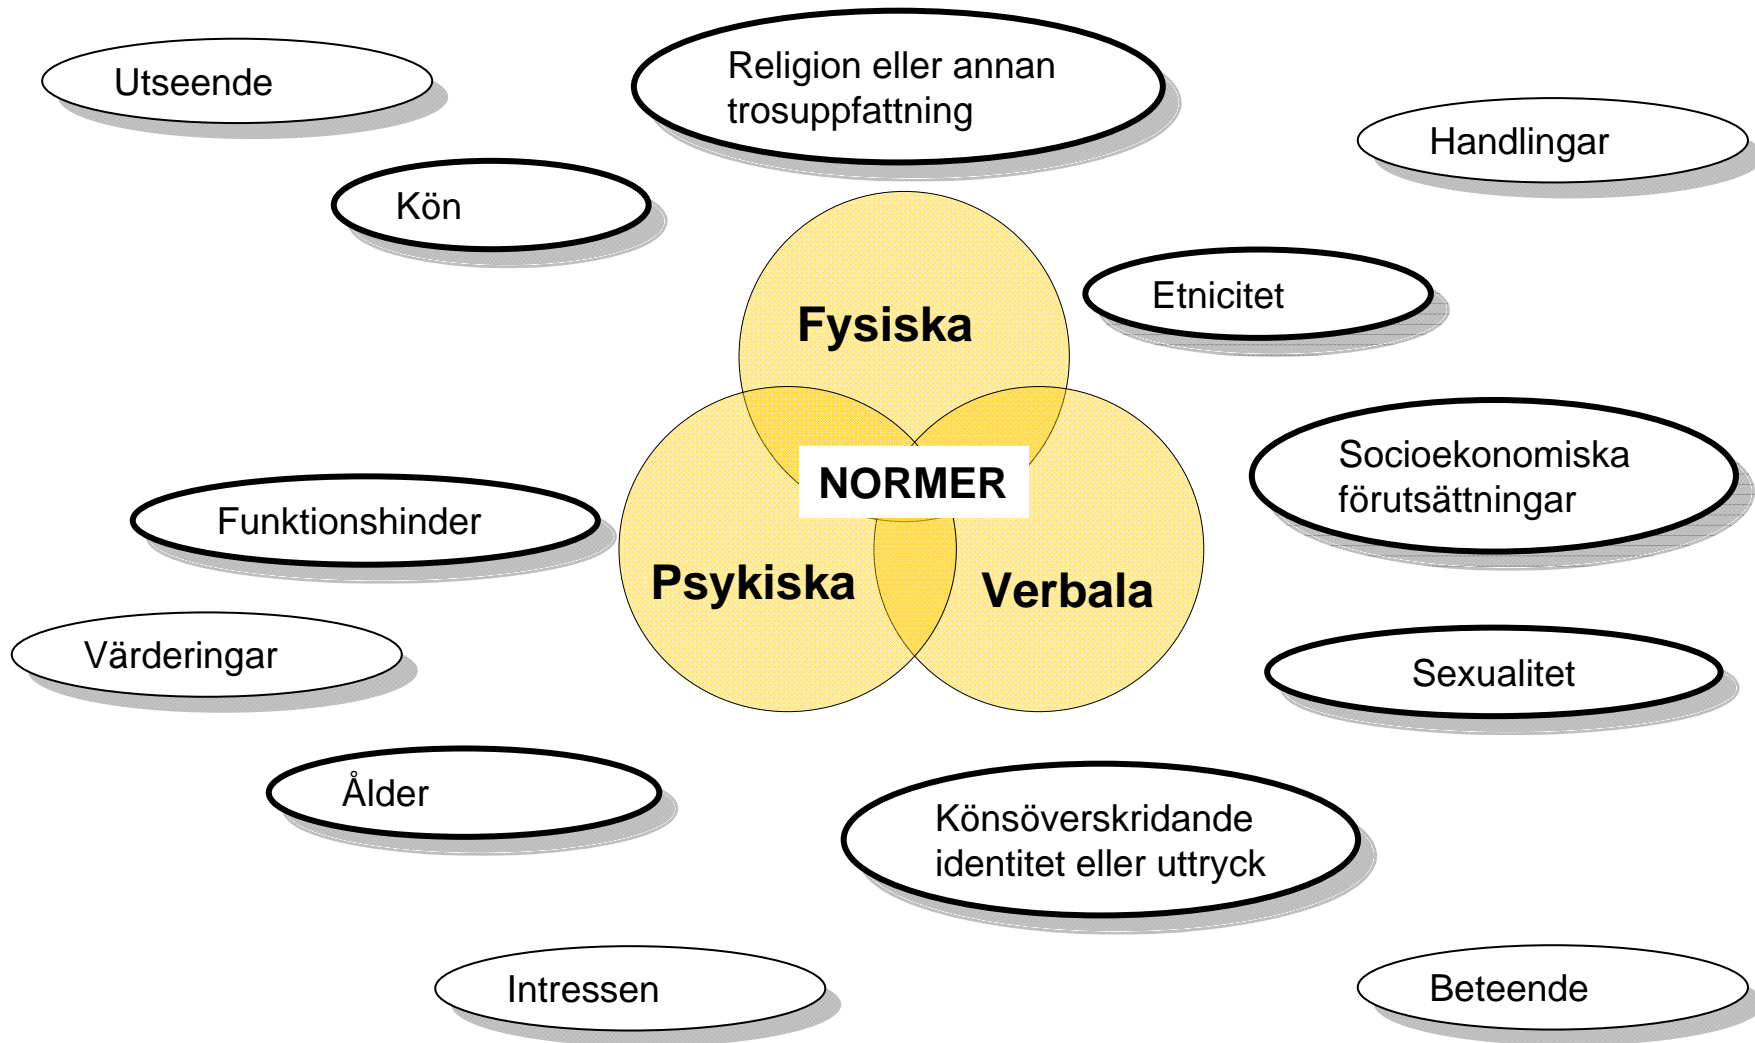 Utseende
Religion eller annan
trosuppfattning
Handlingar
Kön
Etnicitet
Fysiska
Socioekonomiska
förutsättningar
NORMER
Funktionshinder
Psykiska
Verbala
Värderingar
Sexualitet
Ålder
Könsöverskridande
identitet eller uttryck
Intressen
Beteende